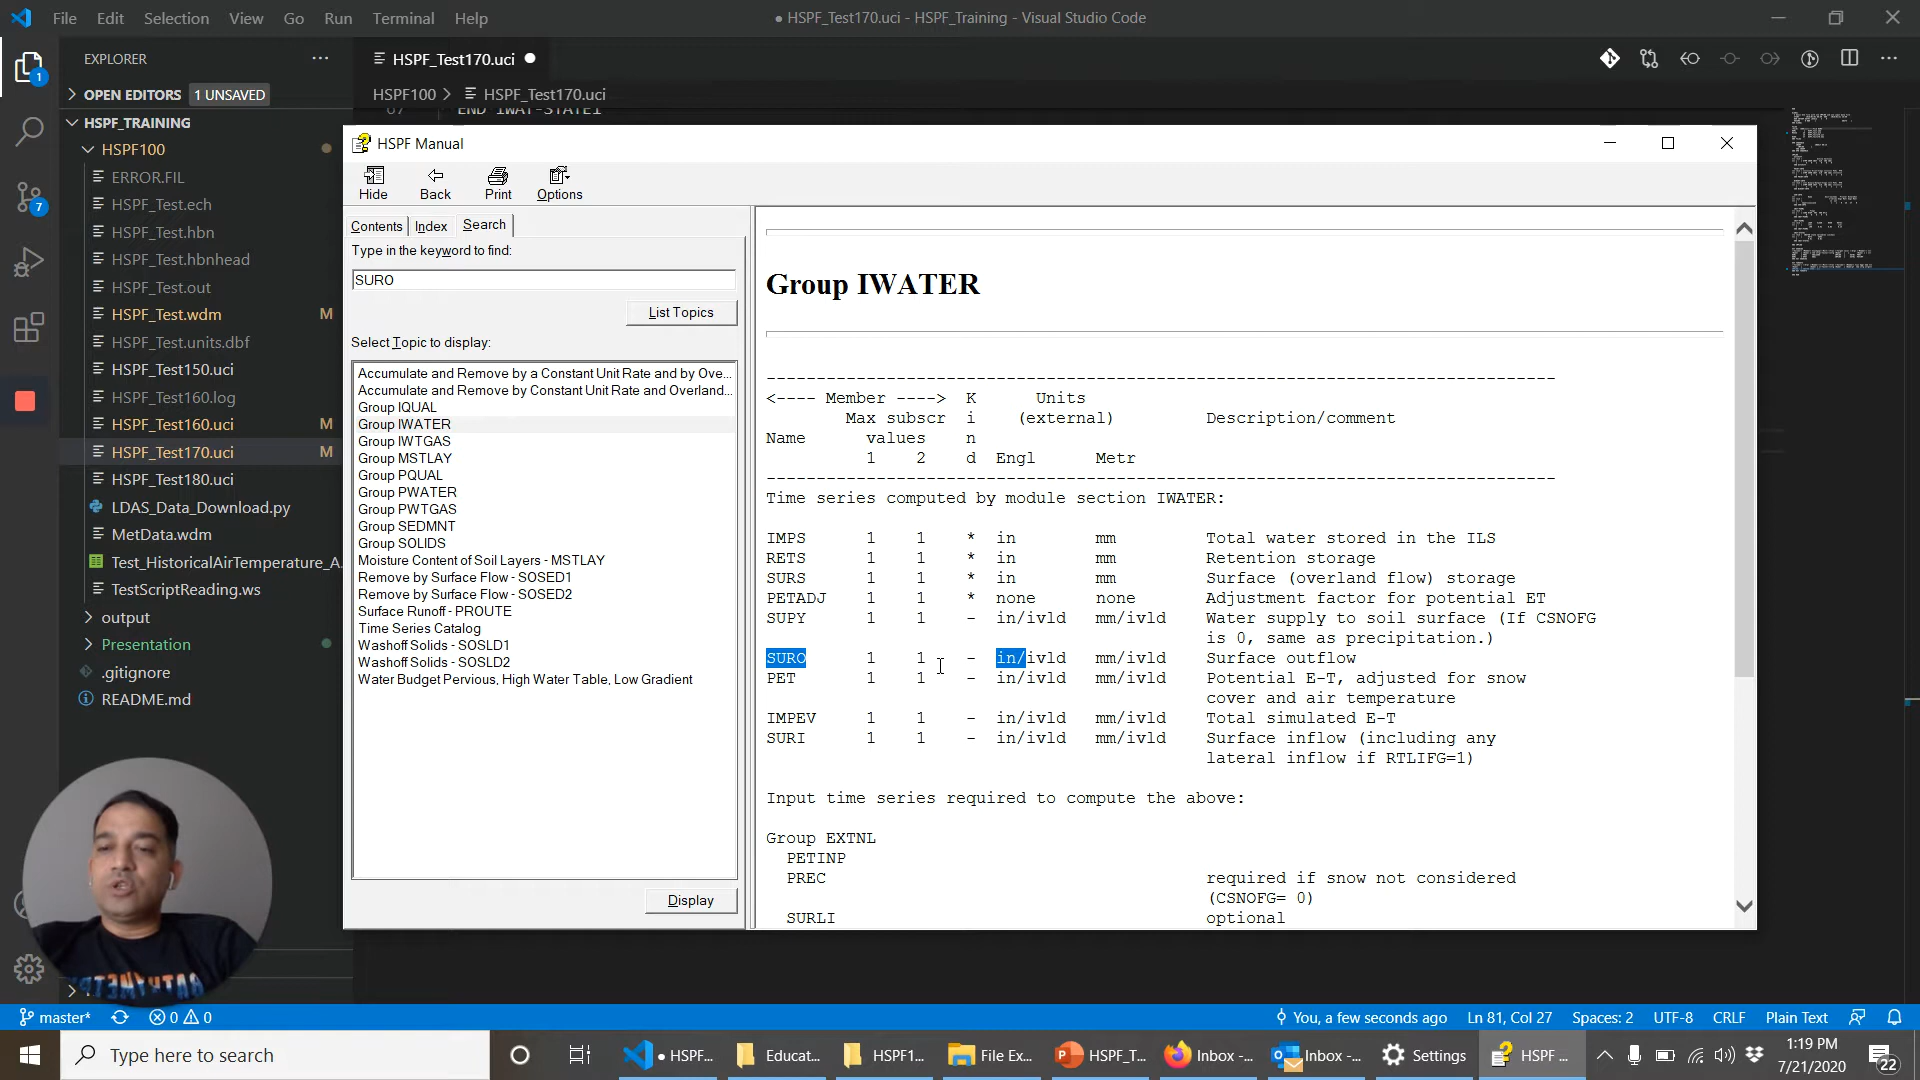 File Edit Selection View Go Run Terminal Help
● HSPF_Test170.uci - HSPF_Training - Visual Studio Code
EXPLORER
HSPF_Test170.uci
OPEN EDITORS 1 UNSAVED
HSPF100 > HSPF_Test170.uci
67 END IWAT-STATE1
HSPF_TRAINING
HSPF100
ERROR.FIL
HSPF_Test.ech
HSPF_Test.hbn
HSPF_Test.hbnhead
HSPF_Test.out
HSPF_Test.wdm M
HSPF_Test.units.dbf
HSPF_Test150.uci
HSPF_Test160.log
HSPF_Test160.uci M
HSPF_Test170.uci M
HSPF_Test180.uci
LDAS_Data_Download.py
MetData.wdm
Test_HistoricalAirTemperature_A...
TestScriptReading.ws
output
Presentation
.gitignore
README.md
1
7
HSPF Manual
Hide Back Print Options
Contents Index Search
Type in the keyword to find:
SURO
List Topics
Select Topic to display:
Accumulate and Remove by a Constant Unit Rate and by Ove...
Accumulate and Remove by Constant Unit Rate and Overland...
Group IQUAL
Group IWATER
Group IWTGAS
Group MSTLAY
Group PQUAL
Group PWATER
Group PWTGAS
Group SEDMNT
Group SOLIDS
Moisture Content of Soil Layers - MSTLAY
Remove by Surface Flow - SOSED1
Remove by Surface Flow - SOSED2
Surface Runoff - PROUTE
Time Series Catalog
Washoff Solids - SOSLD1
Washoff Solids - SOSLD2
Water Budget Pervious, High Water Table, Low Gradient
Display
Group IWATER
-------------------------------------------------------------------------------
<---- Member ----> K Units
Max subscr i (external) Description/comment
Name values n
1 2 d Engl Metr
-------------------------------------------------------------------------------
Time series computed by module section IWATER:
IMPS 1 1 * in mm Total water stored in the ILS
RETS 1 1 * in mm Retention storage
SURS 1 1 * in mm Surface (overland flow) storage
PETADJ 1 1 * none none Adjustment factor for potential ET
SUPY 1 1 - in/ivld mm/ivld Water supply to soil surface (If CSNOFG
is 0, same as precipitation.)
SURO 1 1 - in/ivld mm/ivld Surface outflow
PET 1 1 - in/ivld mm/ivld Potential E-T, adjusted for snow
cover and air temperature
IMPEV 1 1 - in/ivld mm/ivld Total simulated E-T
SURI 1 1 - in/ivld mm/ivld Surface inflow (including any
lateral inflow if RTLIFG=1)
Input time series required to compute the above:
Group EXTNL
PETINP
PREC required if snow not considered
(CSNOFG= 0)
SURLI optional
master* 0 0
You, a few seconds ago Ln 81, Col 27 Spaces: 2 UTF-8 CRLF Plain Text
Type here to search
● HSPF... Educat... HSPF1... File Ex... HSPF_T... Inbox -... Inbox -... Settings HSPF ...
1:19 PM
7/21/2020
22